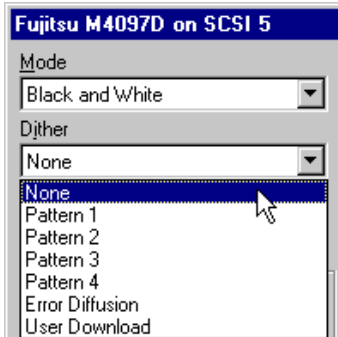 Fujitsu M4097D on SCSI 5
Mode
Black and White
Dither
None
None
Pattern 1
Pattern 2
Pattern 3
Pattern 4
Error Diffusion
User Download